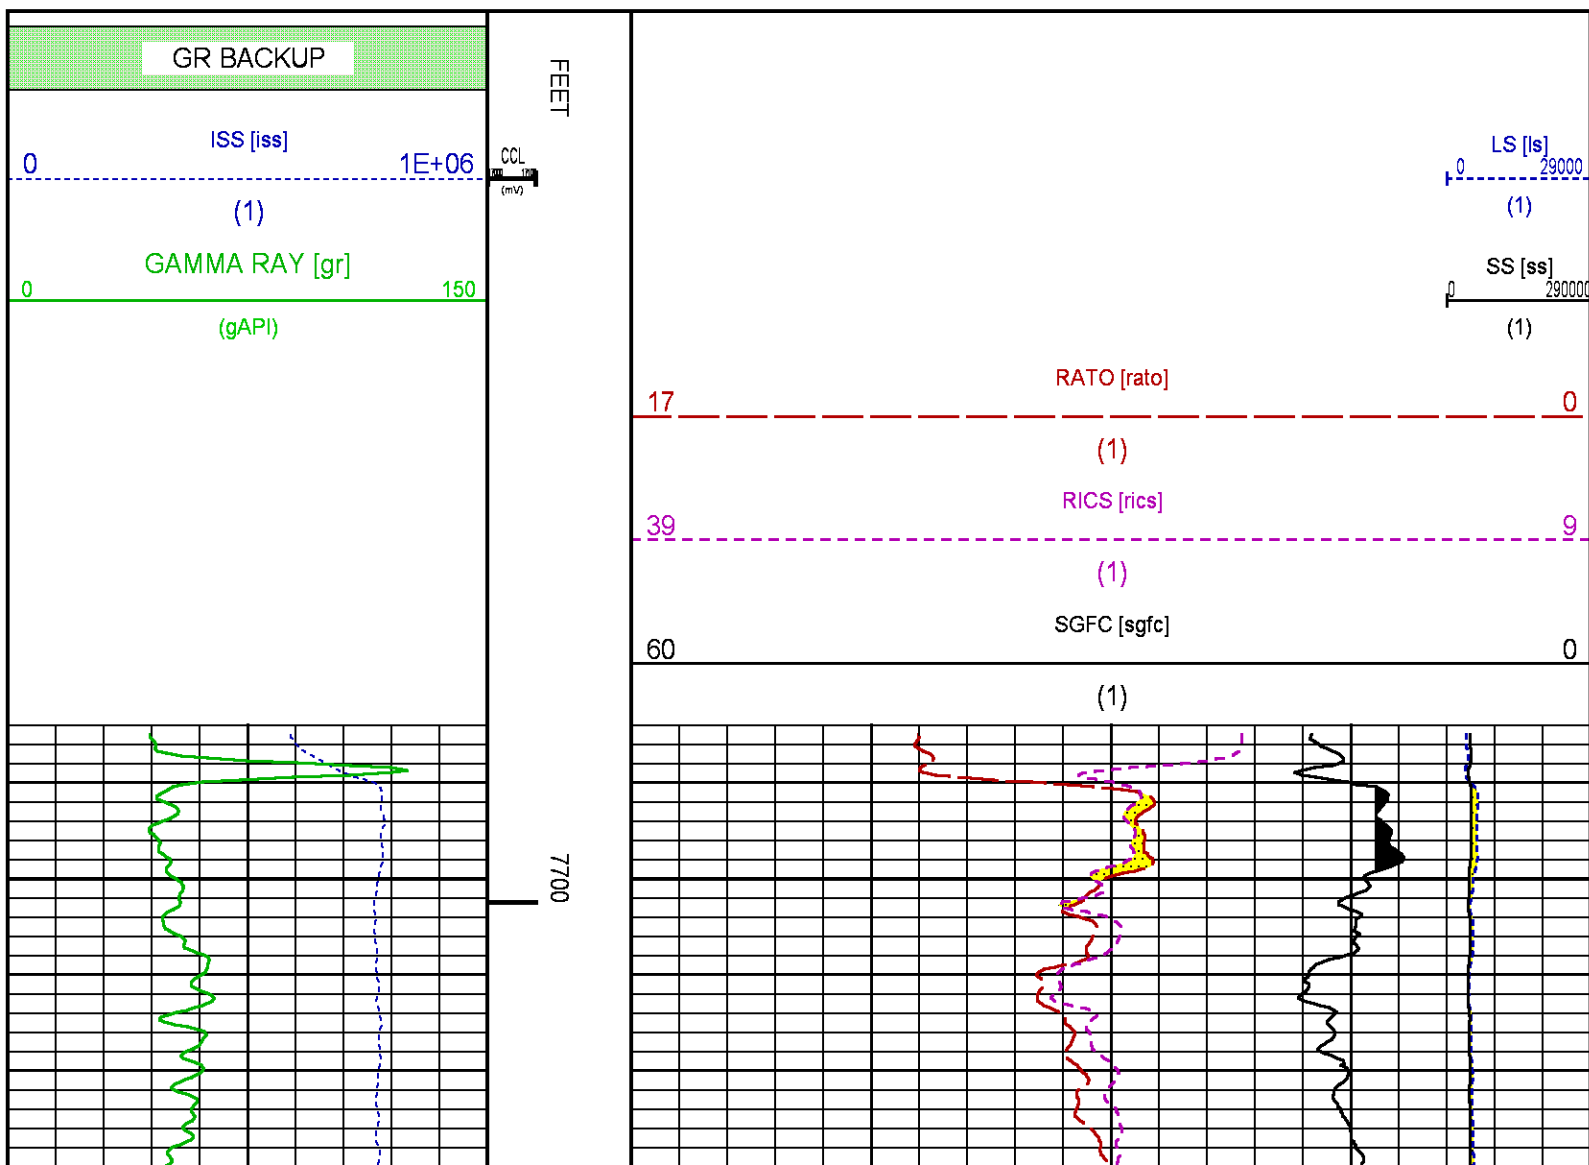 GR BACKUP
ISS [iss]
0 1E+06
(1)
GAMMA RAY [gr]
0 150
(gAPI)
CCL
(mV)
FEET
7700
LS [ls]
0 29000
(1)
SS [ss]
0 290000
(1)
RATO [rato]
17 0
(1)
RICS [rics]
39 9
(1)
SGFC [sgfc]
60 0
(1)